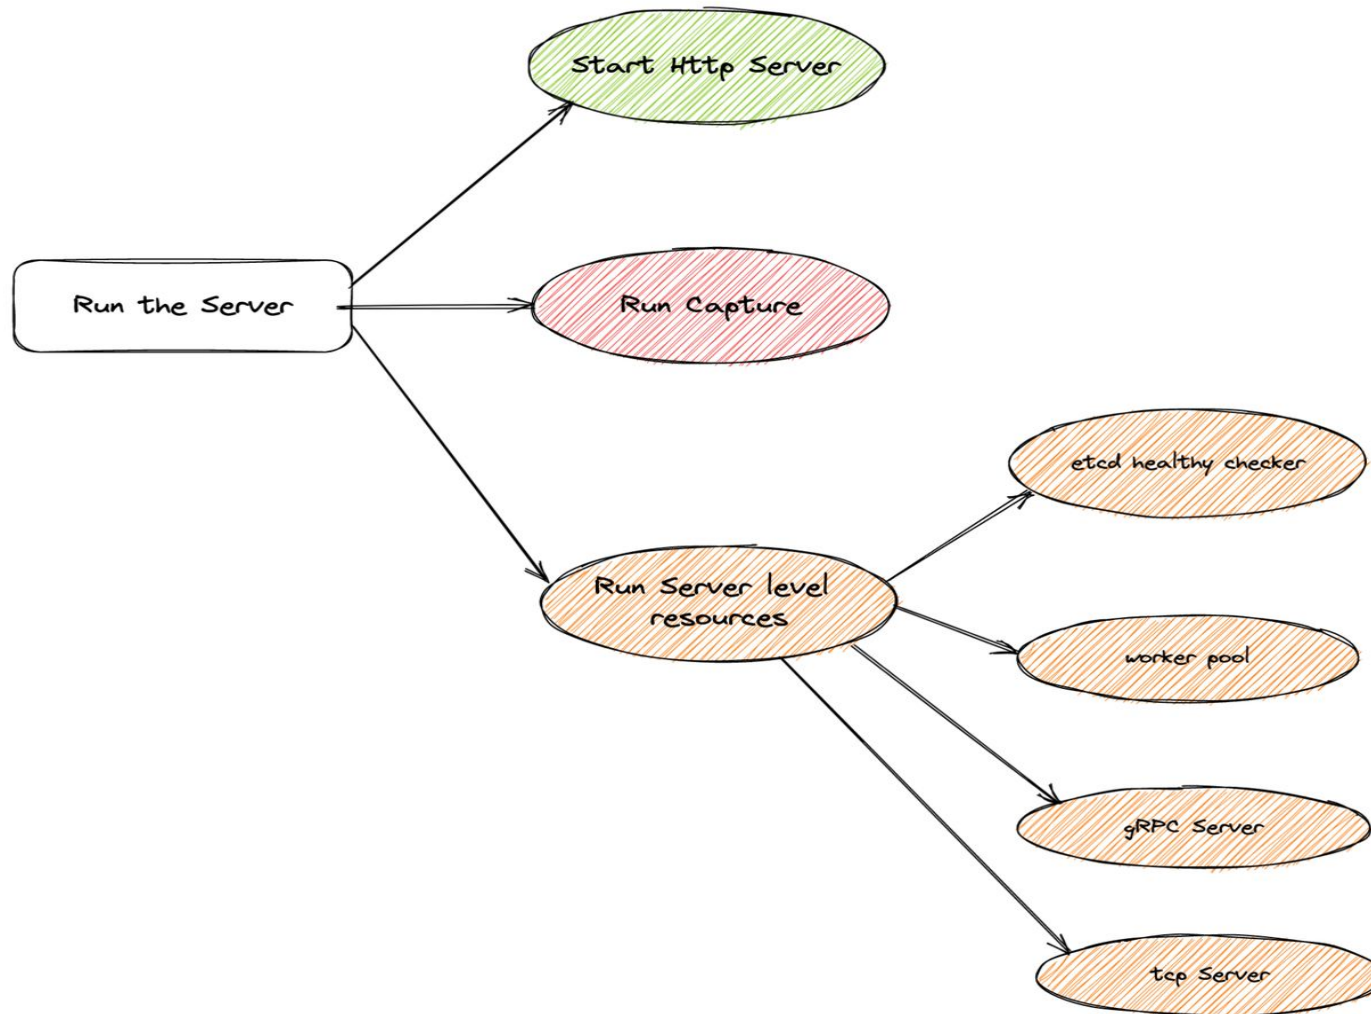 Start Http Server
Run the Server
Run Capture
etcd healthy checker
Run Server level
resources
worker pool
gRPC Server
tcp Server